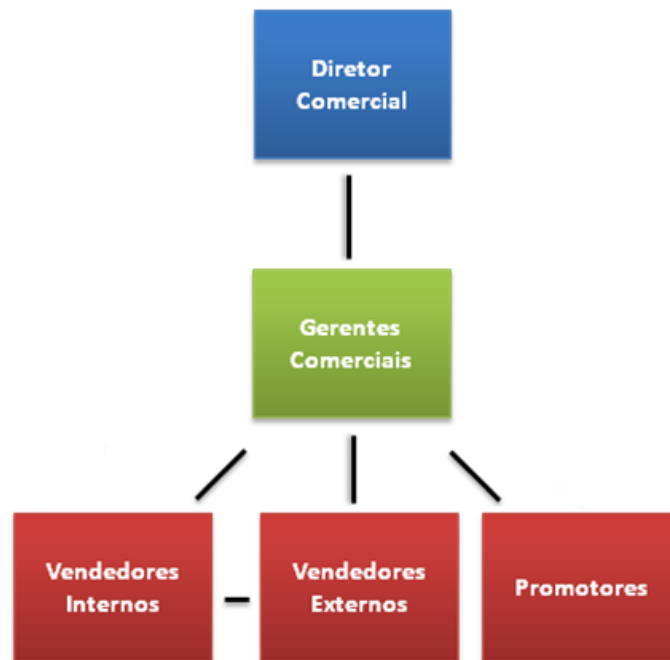 Diretor
Comercial
Gerentes
Comerciais
Vendedores
Internos
Vendedores
Externos
Promotores